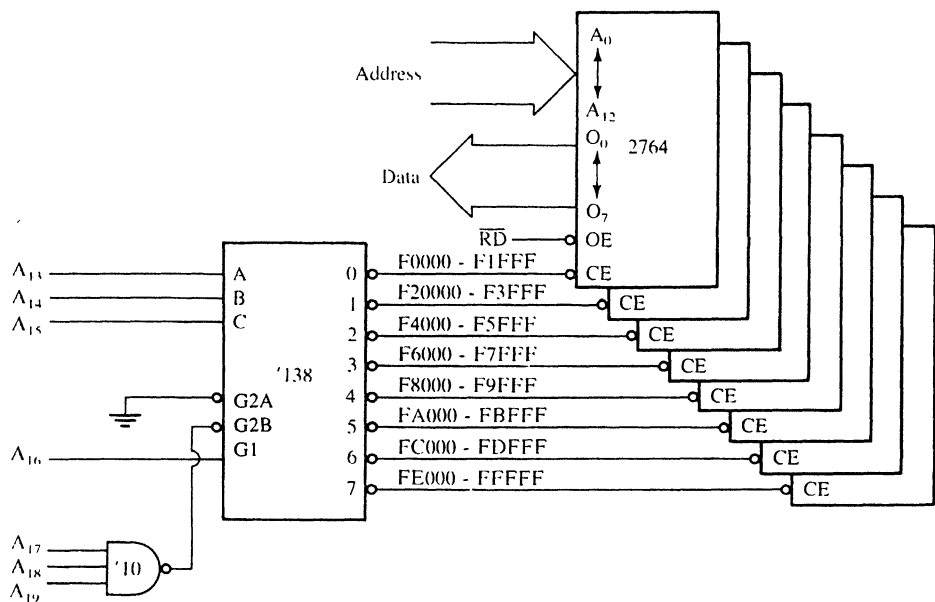 A₀
Address
A₁₂
O₀
2764
Data
O₇
R̅D̅ OE
A₁₃ A 0 F0000 - F1FFF CE
A₁₄ B 1 F20000 - F3FFF CE
A₁₅ C 2 F4000 - F5FFF CE
'138 3 F6000 - F7FFF CE
G2A 4 F8000 - F9FFF CE
G2B 5 FA000 - FBFFF CE
A₁₆ G1 6 FC000 - FDFFF CE
7 FE000 - FFFFF CE
A₁₇
A₁₈ '10
A₁₉